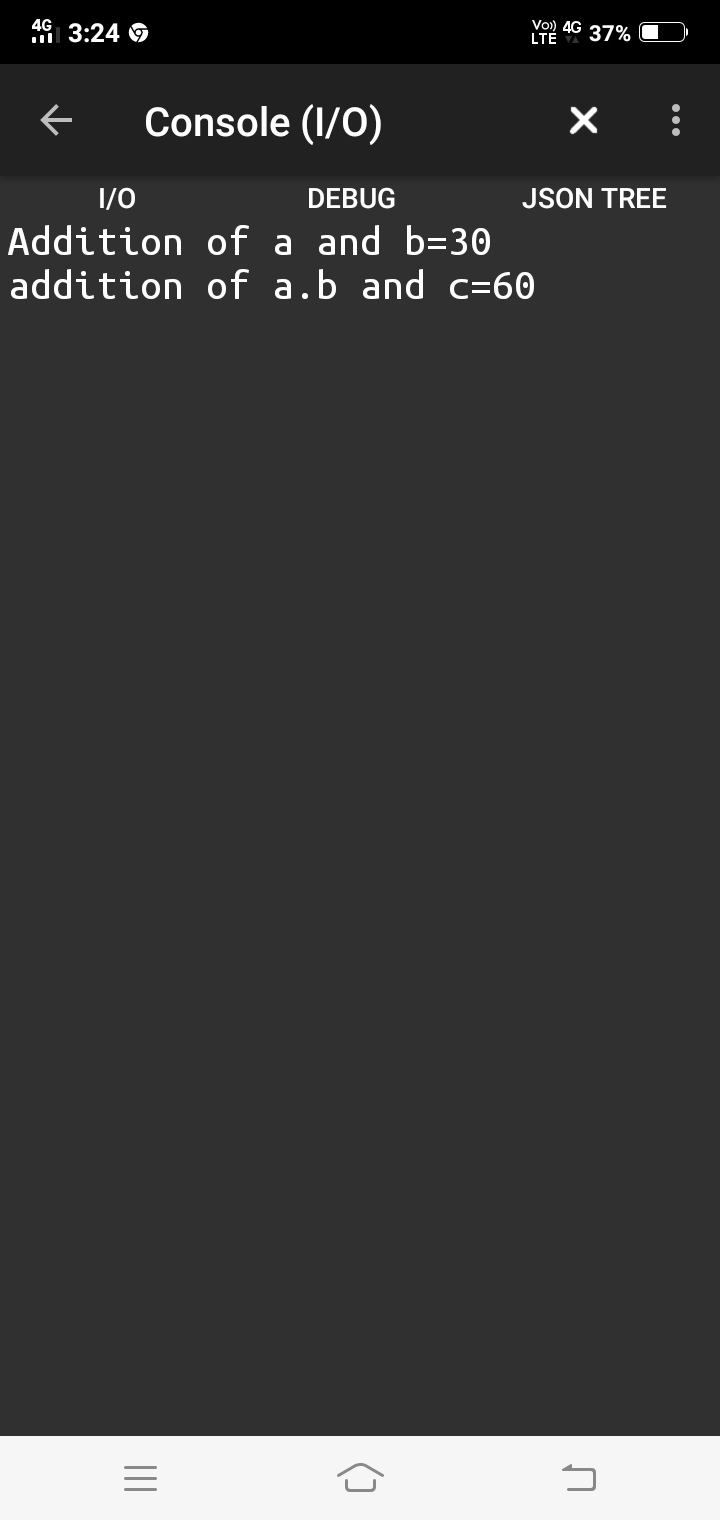 4G 3:24 Vo)) LTE 4G 37%
Console (I/O)
I/O DEBUG JSON TREE
Addition of a and b=30
addition of a.b and c=60